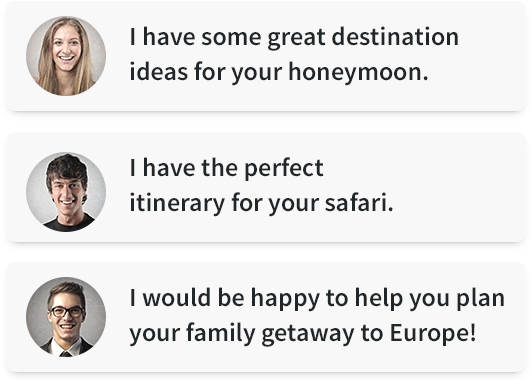 I have some great destination
ideas for your honeymoon.
I have the perfect
itinerary for your safari.
I would be happy to help you plan
your family getaway to Europe!